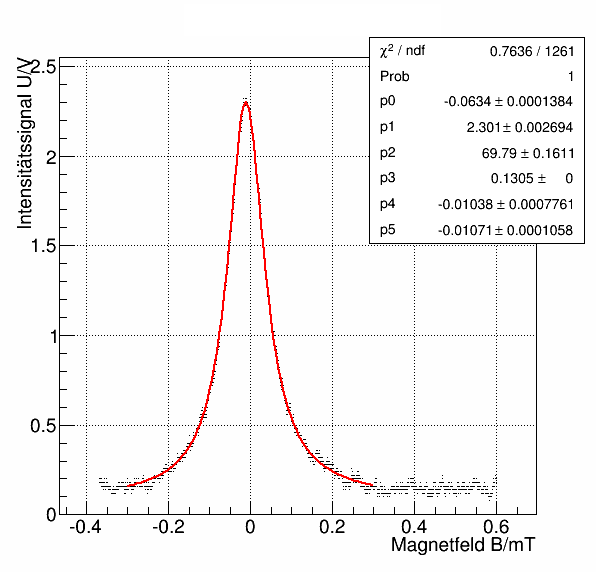 χ² / ndf 0.7636 / 1261
Prob 1
p0 -0.0634 ± 0.0001384
p1 2.301 ± 0.002694
p2 69.79 ± 0.1611
p3 0.1305 ± 0
p4 -0.01038 ± 0.0007761
p5 -0.01071 ± 0.0001058
Intensitätssignal U/V
2.5
2
1.5
1
0.5
0
-0.4 -0.2 0 0.2 0.4 0.6
Magnetfeld B/mT